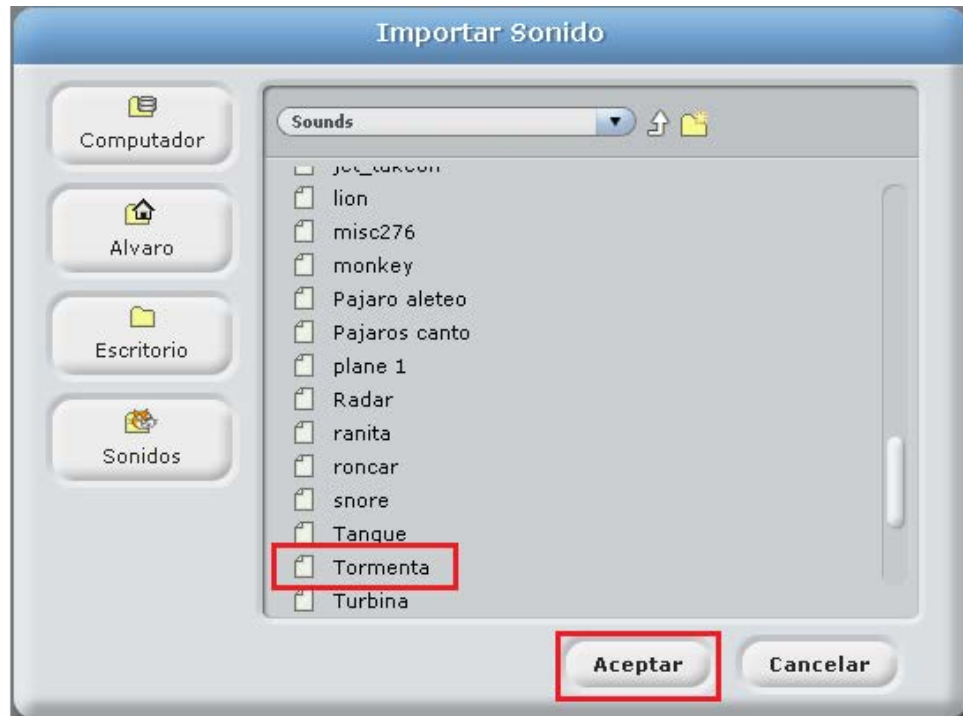 Importar Sonido
Computador
Alvaro
Escritorio
Sonidos
Sounds
lion
misc276
monkey
Pajaro aleteo
Pajaros canto
plane 1
Radar
ranita
roncar
snore
Tanque
Tormenta
Turbina
Aceptar
Cancelar